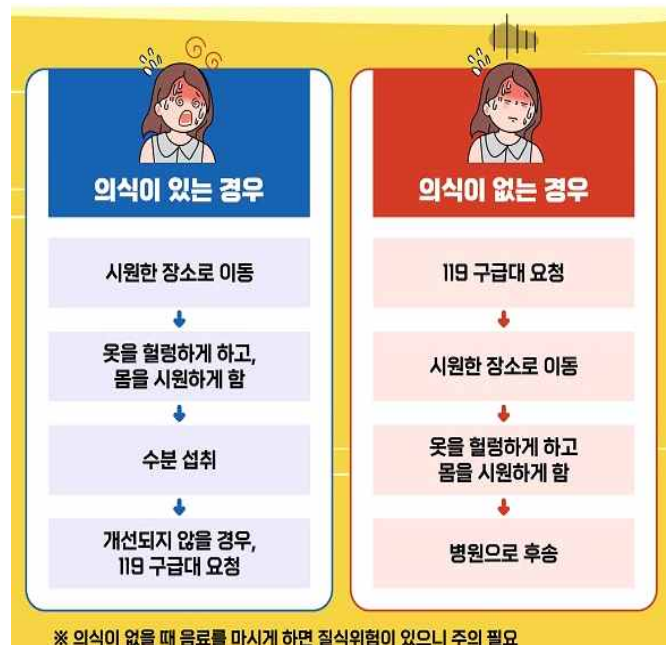 의식이 있는 경우
시원한 장소로 이동
옷을 헐렁하게 하고,
몸을 시원하게 함
수분 섭취
개선되지 않을 경우,
119 구급대 요청
의식이 없는 경우
119 구급대 요청
시원한 장소로 이동
옷을 헐렁하게 하고
몸을 시원하게 함
병원으로 후송
※ 의식이 없을 때 음료를 마시게 하면 질식위험이 있으니 주의 필요